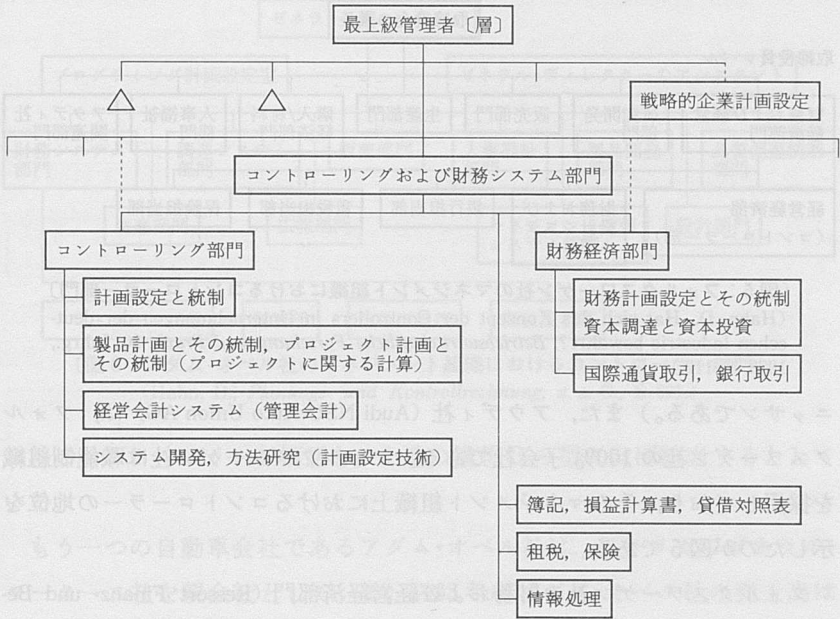 最上級管理者〔層〕
戦略的企業計画設定
コントローリングおよび財務システム部門
コントローリング部門
計画設定と統制
製品計画とその統制，プロジェクト計画と
その統制（プロジェクトに関する計算）
経営会計システム（管理会計）
システム開発，方法研究（計画設定技術）
財務経済部門
財務計画設定とその統制
資本調達と資本投資
国際通貨取引，銀行取引
簿記，損益計算書，貸借対照表
租税，保険
情報処理